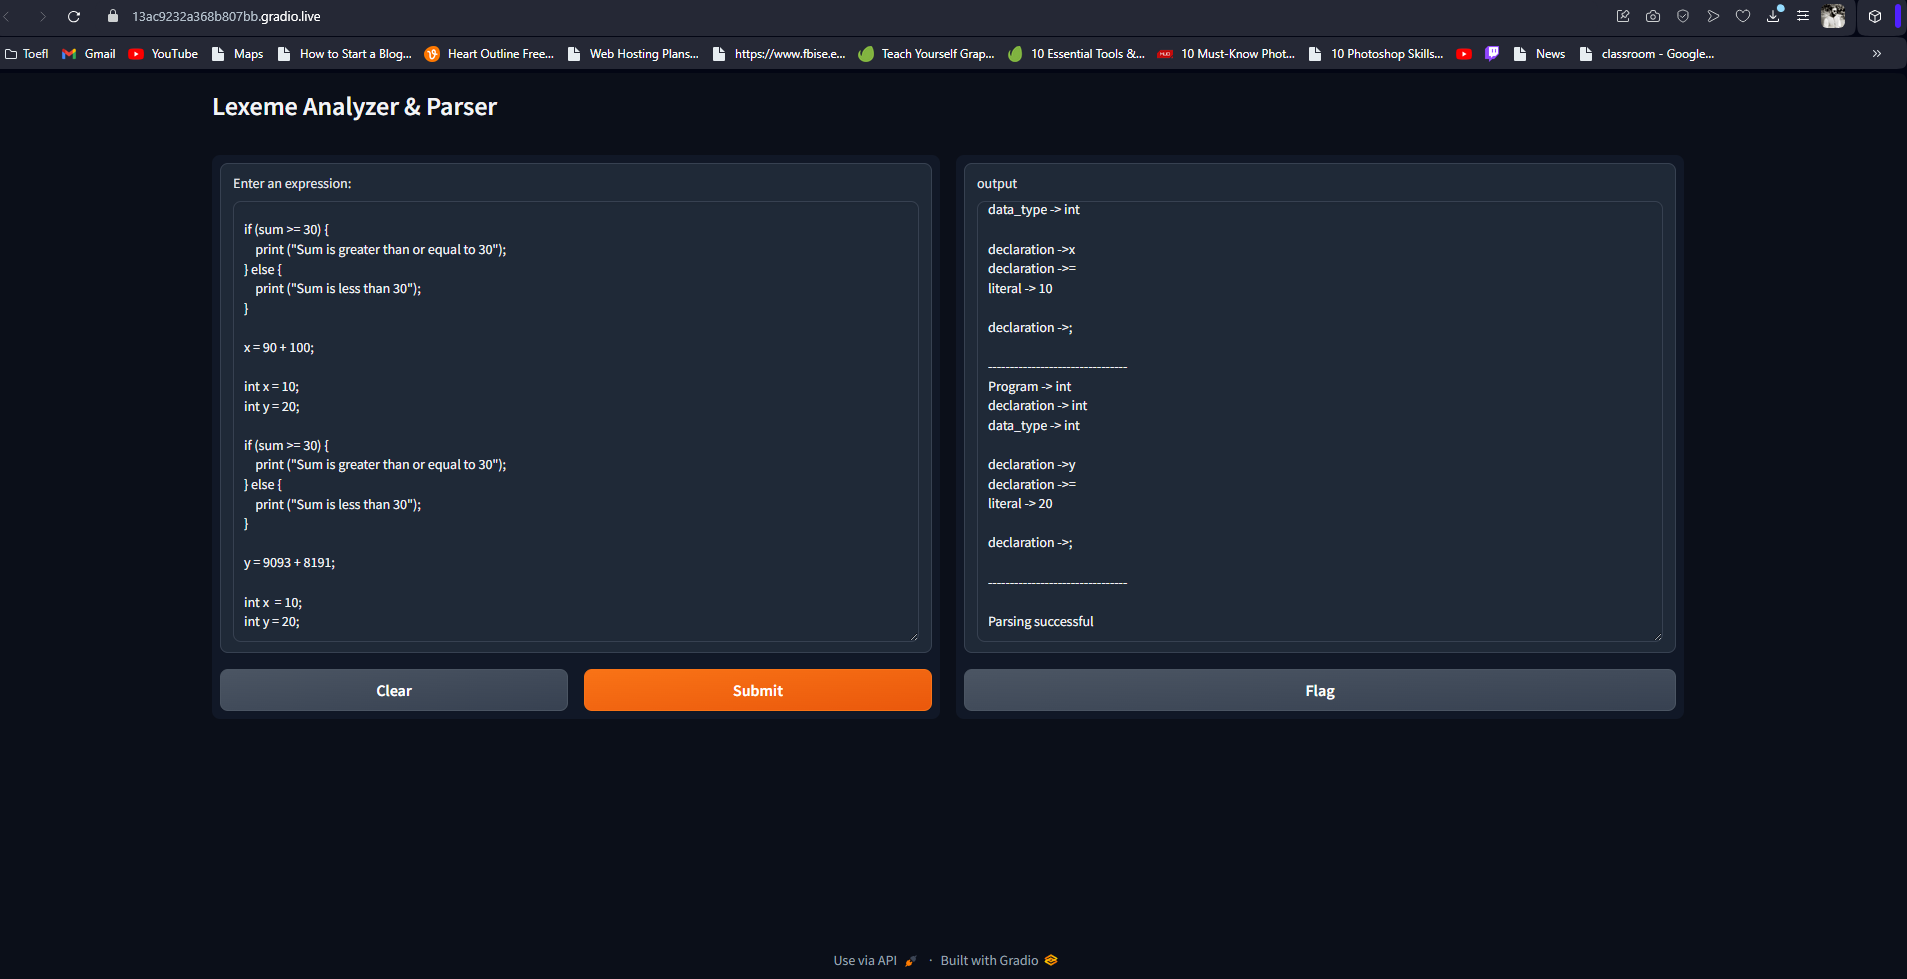 13ac9232a368b807bb.gradio.live
Toefl Gmail YouTube Maps How to Start a Blog... Heart Outline Free... Web Hosting Plans... https://www.fbise.e... Teach Yourself Grap... 10 Essential Tools &... 10 Must-Know Phot... 10 Photoshop Skills... News classroom - Google... »
Lexeme Analyzer & Parser
Enter an expression:
if (sum >= 30) {
print ("Sum is greater than or equal to 30");
} else {
print ("Sum is less than 30");
}
x = 90 + 100;
int x = 10;
int y = 20;
if (sum >= 30) {
print ("Sum is greater than or equal to 30");
} else {
print ("Sum is less than 30");
}
y = 9093 + 8191;
int x  = 10;
int y = 20;
Clear
Submit
output
data_type -> int
declaration ->x
declaration ->=
literal -> 10
declaration ->;
--------------------------------
Program -> int
declaration -> int
data_type -> int
declaration ->y
declaration ->=
literal -> 20
declaration ->;
--------------------------------
Parsing successful
Flag
Use via API · Built with Gradio